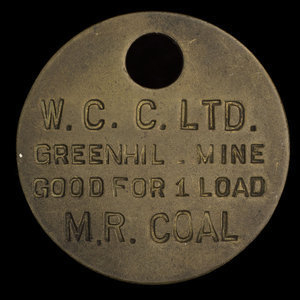 W. C. C. LTD.
GREENHIL . MINE
GOOD FOR 1 LOAD
M.R. COAL